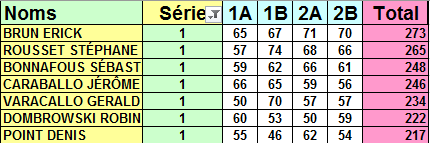 Noms Série 1A 1B 2A 2B Total
BRUN ERICK 1 65 67 71 70 273
ROUSSET STÉPHANE 1 57 74 68 66 265
BONNAFOUS SÉBAST 1 59 62 66 61 248
CARABALLO JÉRÔME 1 66 65 59 56 246
VARACALLO GERALD 1 50 70 57 57 234
DOMBROWSKI ROBIN 1 60 53 50 59 222
POINT DENIS 1 55 46 62 54 217